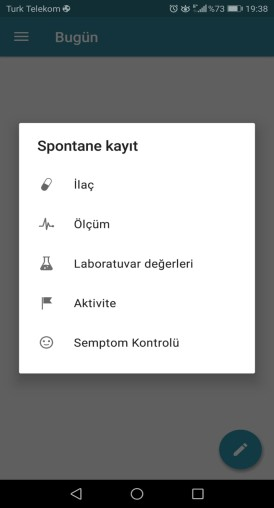 Turk Telekom %73 19:38
Bugün
Spontane kayıt
İlaç
Ölçüm
Laboratuvar değerleri
Aktivite
Semptom Kontrolü